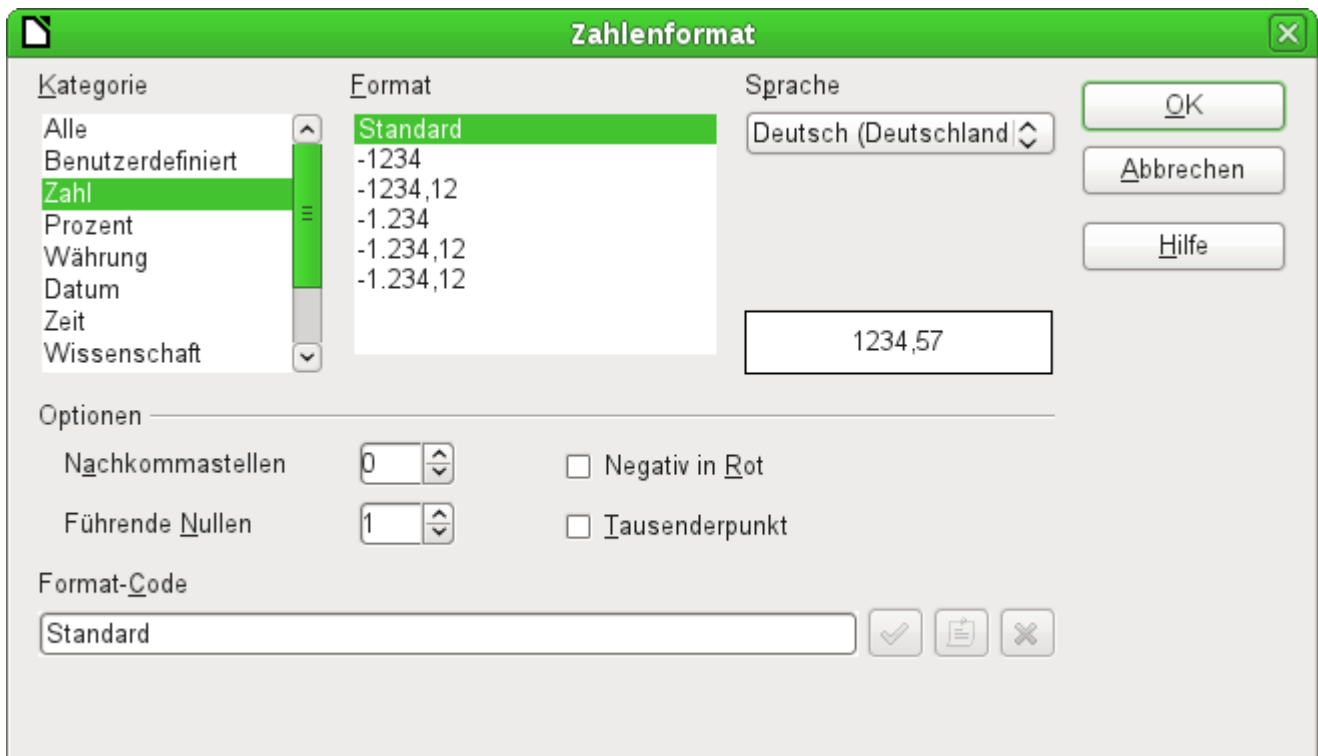 Zahlenformat
Kategorie
Alle
Benutzerdefiniert
Zahl
Prozent
Währung
Datum
Zeit
Wissenschaft
Format
Standard
-1234
-1234,12
-1.234
-1.234,12
-1.234,12
Sprache
Deutsch (Deutschland
1234,57
OK
Abbrechen
Hilfe
Optionen
Nachkommastellen 0
Negativ in Rot
Führende Nullen 1
Tausenderpunkt
Format-Code
Standard